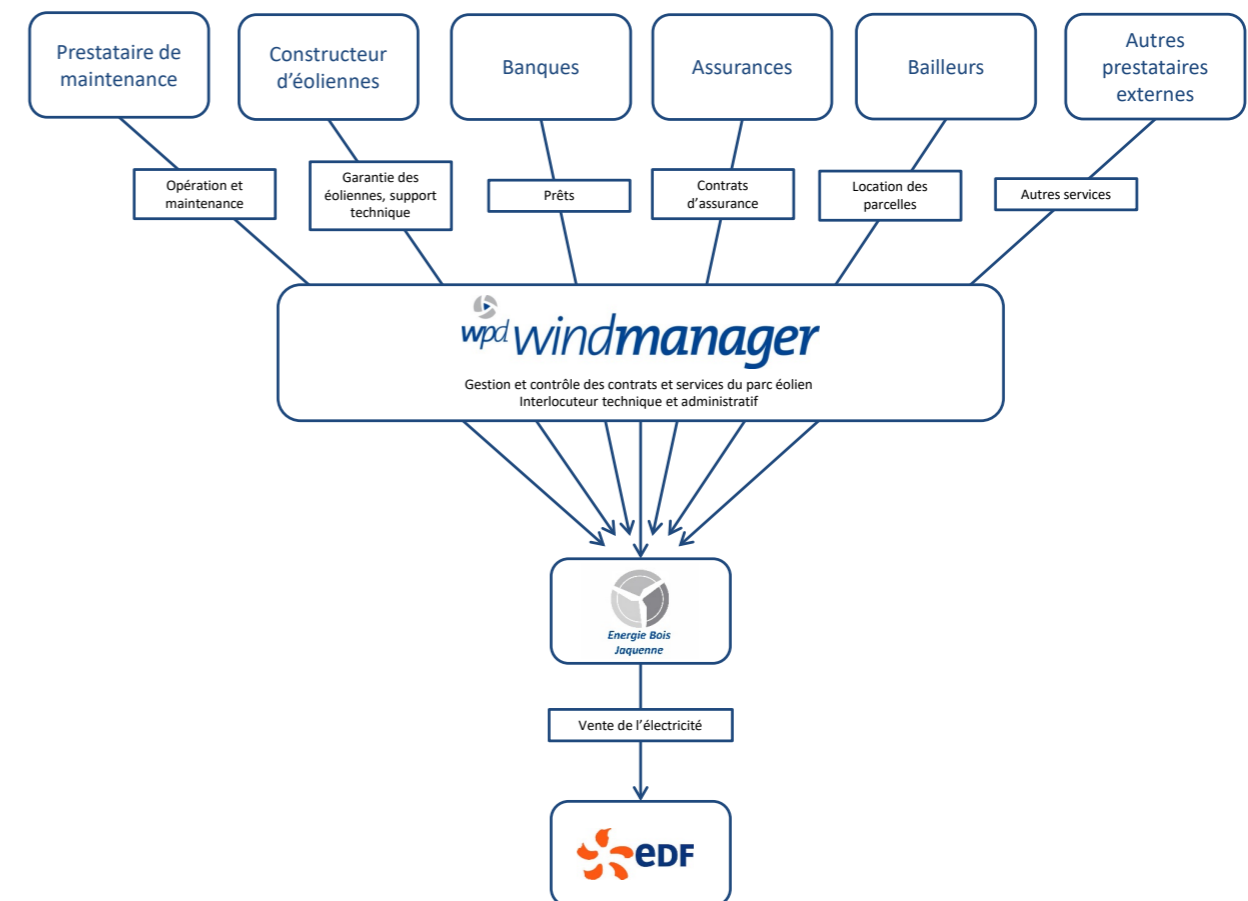 Prestataire de
maintenance
Constructeur
d'éoliennes
Banques
Assurances
Bailleurs
Autres
prestataires
externes
Opération et
maintenance
Garantie des
éoliennes, support
technique
Prêts
Contrats
d'assurance
Location des
parcelles
Autres services
wpd windmanager
Gestion et contrôle des contrats et services du parc éolien
Interlocuteur technique et administratif
Energie Bois
Jaquenne
Vente de l'électricité
eDF